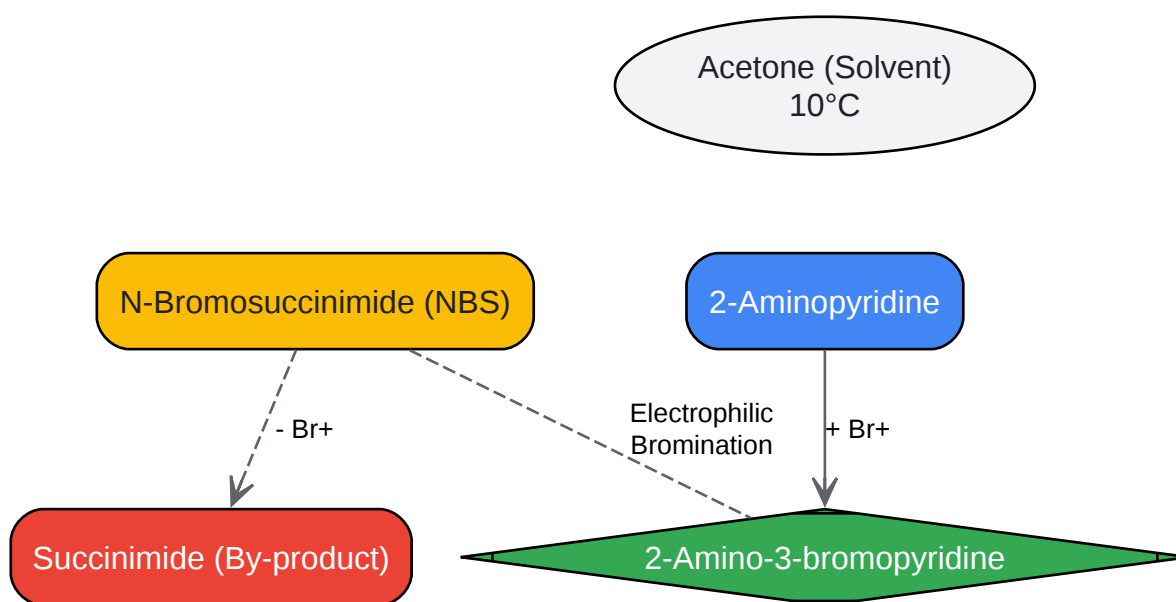 Acetone (Solvent)
10°C
N-Bromosuccinimide (NBS)
2-Aminopyridine
- Br+
Electrophilic
Bromination
+ Br+
Succinimide (By-product)
2-Amino-3-bromopyridine